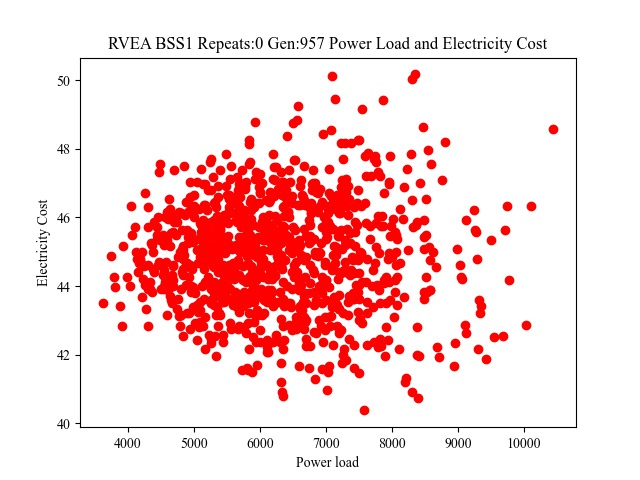 RVEA BSS1 Repeats:0 Gen:957 Power Load and Electricity Cost
50
48
46
44
42
40
Electricity Cost
4000 5000 6000 7000 8000 9000 10000
Power load